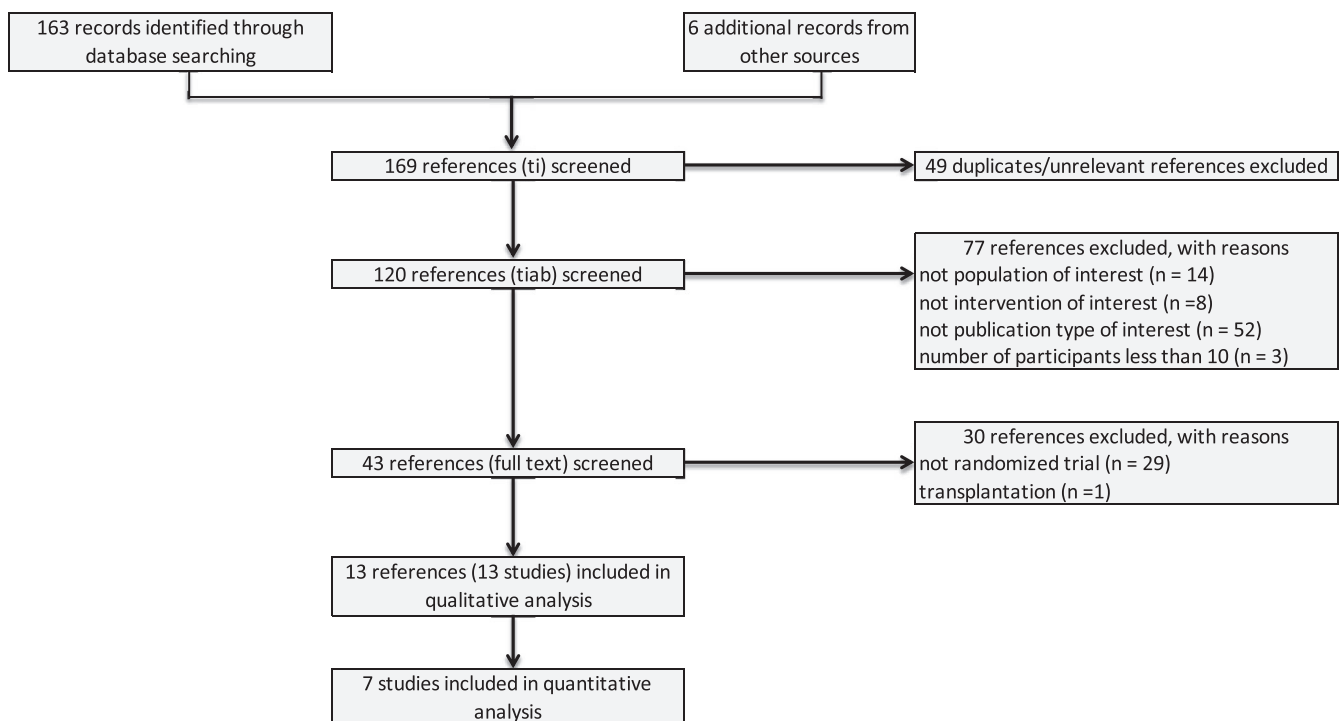 163 records identified through
database searching
6 additional records from
other sources
169 references (ti) screened
49 duplicates/unrelevant references excluded
120 references (tiab) screened
77 references excluded, with reasons
not population of interest (n = 14)
not intervention of interest (n =8)
not publication type of interest (n = 52)
number of participants less than 10 (n = 3)
43 references (full text) screened
30 references excluded, with reasons
not randomized trial (n = 29)
transplantation (n =1)
13 references (13 studies) included in
qualitative analysis
7 studies included in quantitative
analysis